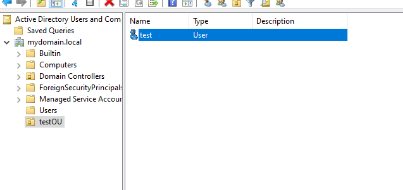 Active Directory Users and Com
Saved Queries
mydomain.local
Builtin
Computers
Domain Controllers
ForeignSecurityPrincipals
Managed Service Accoun
Users
testOU
Name Type Description
test User